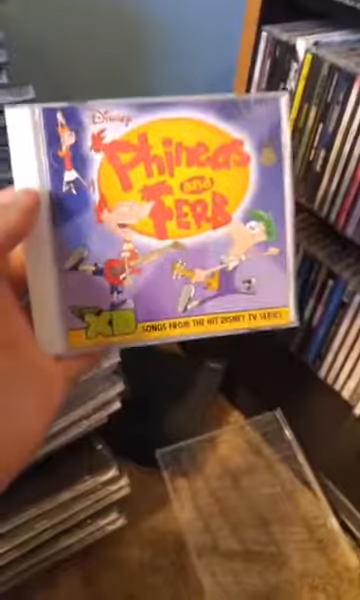 Disney
Phineas
and
FERB
XD
SONGS FROM THE HIT DISNEY TV SERIES